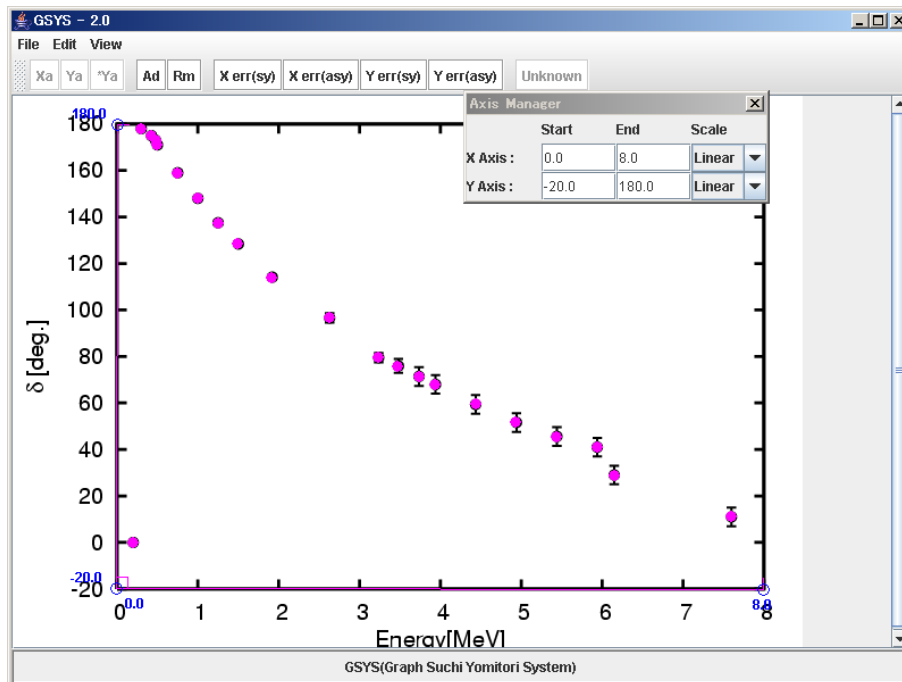 GSYS - 2.0
File Edit View
Xa Ya *Ya Ad Rm X err(sy) X err(asy) Y err(sy) Y err(asy) Unknown
Axis Manager
Start End Scale
X Axis : 0.0 8.0 Linear
Y Axis : -20.0 180.0 Linear
180.0
180
160
140
120
100
80
60
40
20
0
-20
-20.0
δ [deg.]
0.0
8.0
0 1 2 3 4 5 6 7 8
Energy[MeV]
GSYS(Graph Suchi Yomitori System)